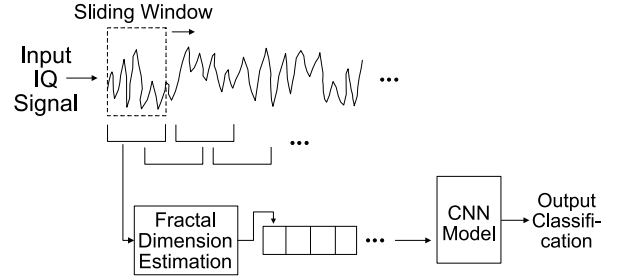 Sliding Window
Input
IQ
Signal
...
...
Fractal
Dimension
Estimation
...
CNN
Model
Output
Classifi-
cation